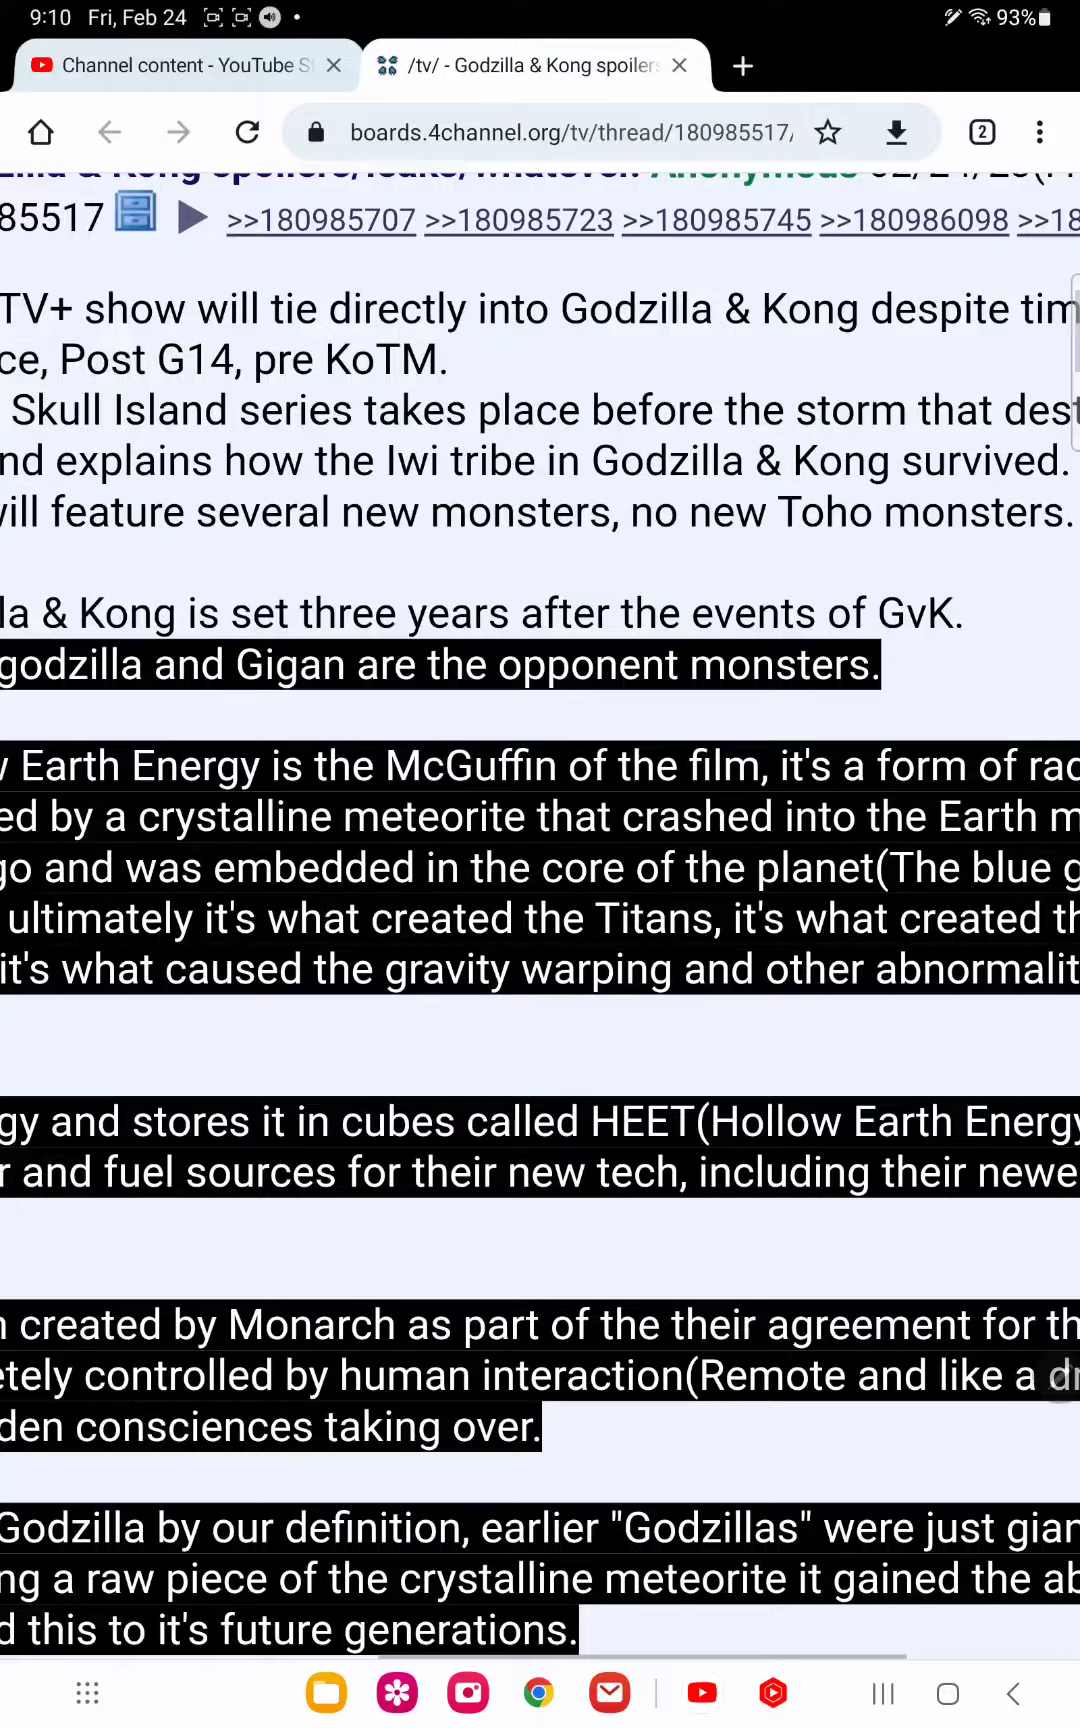 9:10 Fri, Feb 24 93%
Channel content - YouTube S
/tv/ - Godzilla & Kong spoilers
boards.4channel.org/tv/thread/180985517/
2
85517 >>180985707 >>180985723 >>180985745 >>180986098 >>18
TV+ show will tie directly into Godzilla & Kong despite tim
ce, Post G14, pre KoTM.
Skull Island series takes place before the storm that dest
nd explains how the Iwi tribe in Godzilla & Kong survived.
will feature several new monsters, no new Toho monsters.
la & Kong is set three years after the events of GvK.
godzilla and Gigan are the opponent monsters.
w Earth Energy is the McGuffin of the film, it's a form of rad
ed by a crystalline meteorite that crashed into the Earth m
go and was embedded in the core of the planet(The blue g
ultimately it's what created the Titans, it's what created th
it's what caused the gravity warping and other abnormalit
gy and stores it in cubes called HEET(Hollow Earth Energy
r and fuel sources for their new tech, including their newe
n created by Monarch as part of the their agreement for th
etely controlled by human interaction(Remote and like a dr
den consciences taking over.
Godzilla by our definition, earlier "Godzillas" were just gian
ng a raw piece of the crystalline meteorite it gained the ab
d this to it's future generations.